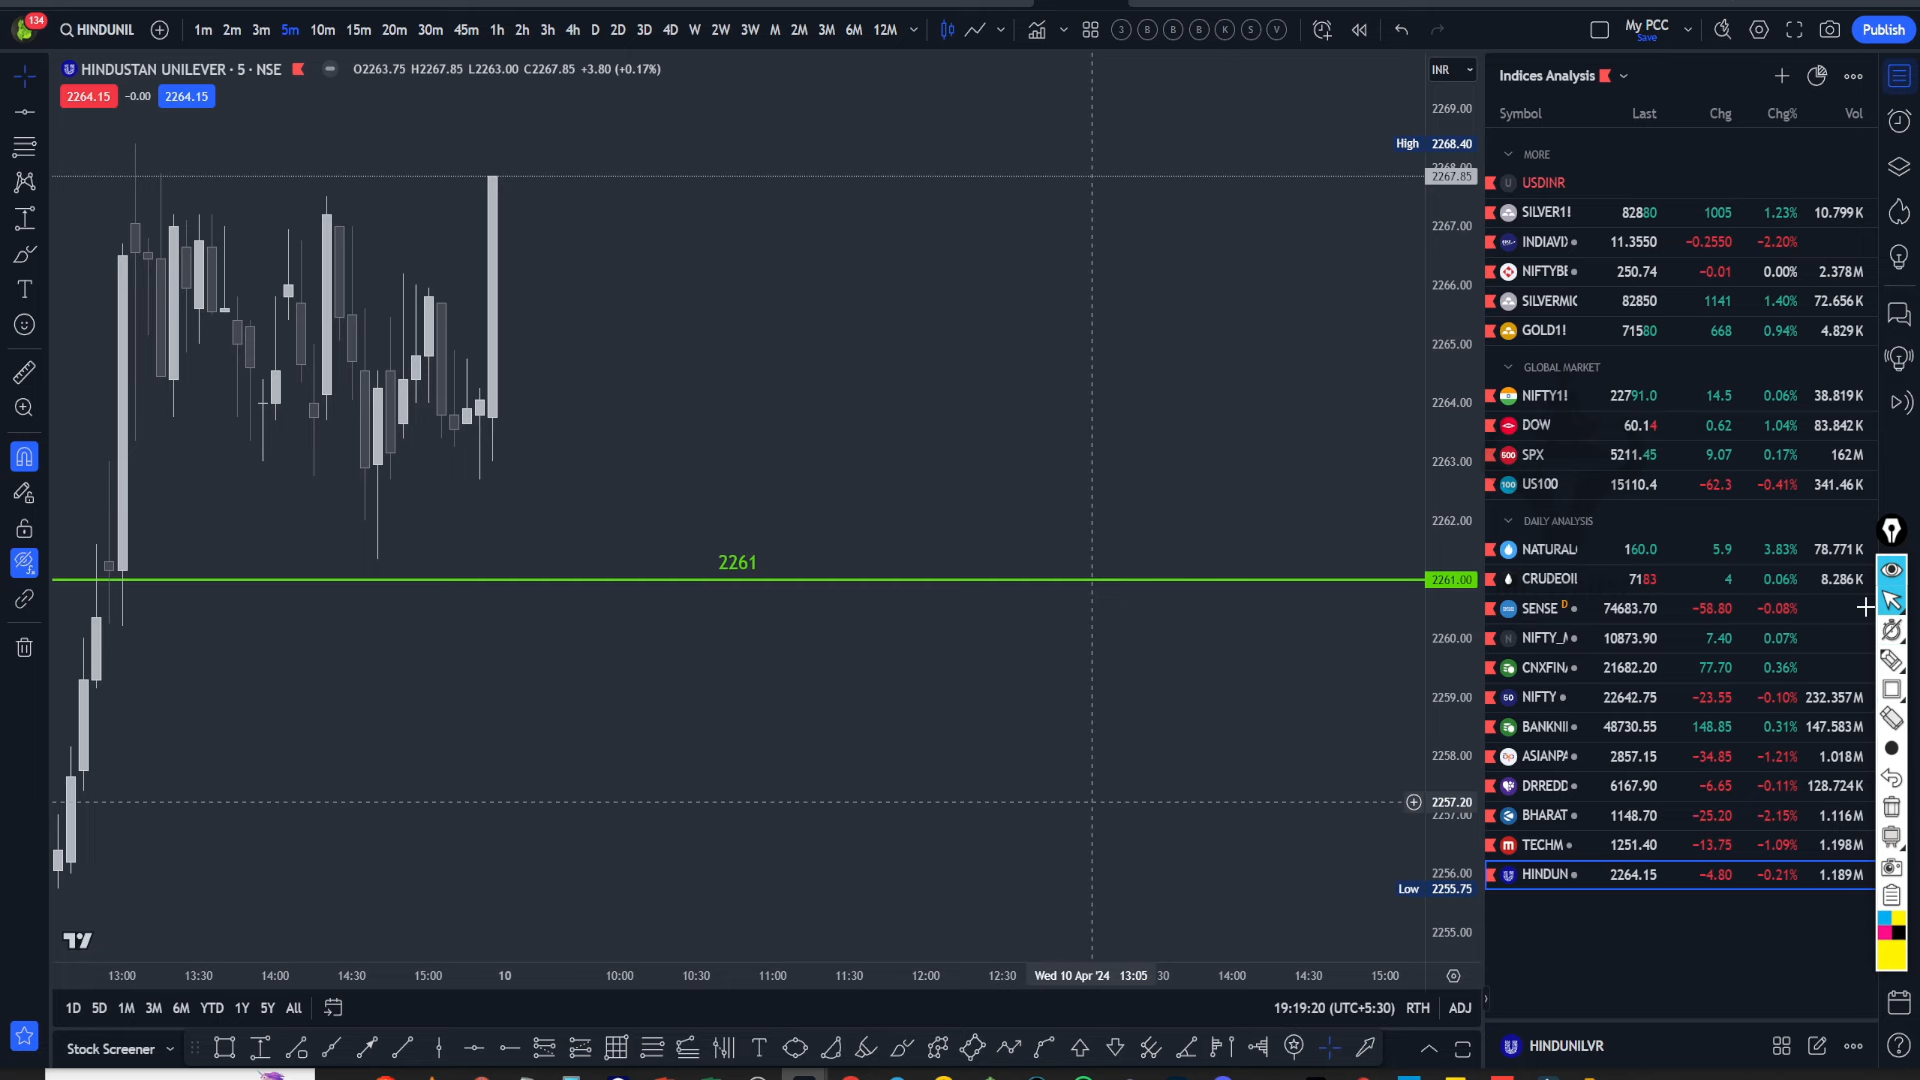 134
HINDUNIL
1m 2m 3m 5m 10m 15m 20m 30m 45m 1h 2h 3h 4h D 2D 3D 4D W 2W 3W M 2M 3M 6M 12M
3 B B B K S V
My PCC
Save
Publish
HINDUSTAN UNILEVER · 5 · NSE O2263.75 H2267.85 L2263.00 C2267.85 +3.80 (+0.17%)
2264.15 −0.00 2264.15
INR
2269.00
High 2268.40
2268.00
2267.85
2267.00
2266.00
2265.00
2264.00
2263.00
2262.00
2261
2261.00
2260.00
2259.00
2258.00
2257.20
2257.00
2256.00
Low 2255.75
2255.00
13:00 13:30 14:00 14:30 15:00 10 10:00 10:30 11:00 11:30 12:00 12:30 Wed 10 Apr '24 13:05 30 14:00 14:30 15:00
1D 5D 1M 3M 6M YTD 1Y 5Y All
19:19:20 (UTC+5:30) RTH ADJ
Stock Screener
Indices Analysis
Symbol Last Chg Chg% Vol
MORE
USDINR
SILVER1! 82880 1005 1.23% 10.799K
INDIAVI 11.3550 −0.2550 −2.20%
NIFTYBE 250.74 −0.01 0.00% 2.378M
SILVERMIC 82850 1141 1.40% 72.656K
GOLD1! 71580 668 0.94% 4.829K
GLOBAL MARKET
NIFTY1! 22791.0 14.5 0.06% 38.819K
DOW 60.14 0.62 1.04% 83.842K
500 SPX 5211.45 9.07 0.17% 162M
100 US100 15110.4 −62.3 −0.41% 341.46K
DAILY ANALYSIS
NATURAL 160.0 5.9 3.83% 78.771K
CRUDEOI 7183 4 0.06% 8.286K
SENSE D 74683.70 −58.80 −0.08%
N NIFTY_ 10873.90 7.40 0.07%
CNXFIN 21682.20 77.70 0.36%
50 NIFTY 22642.75 −23.55 −0.10% 232.357M
BANKNI 48730.55 148.85 0.31% 147.583M
ASIANPA 2857.15 −34.85 −1.21% 1.018M
DRREDD 6167.90 −6.65 −0.11% 128.724K
BHARAT 1148.70 −25.20 −2.15% 1.116M
TECHM 1251.40 −13.75 −1.09% 1.198M
HINDUN 2264.15 −4.80 −0.21% 1.189M
HINDUNILVR